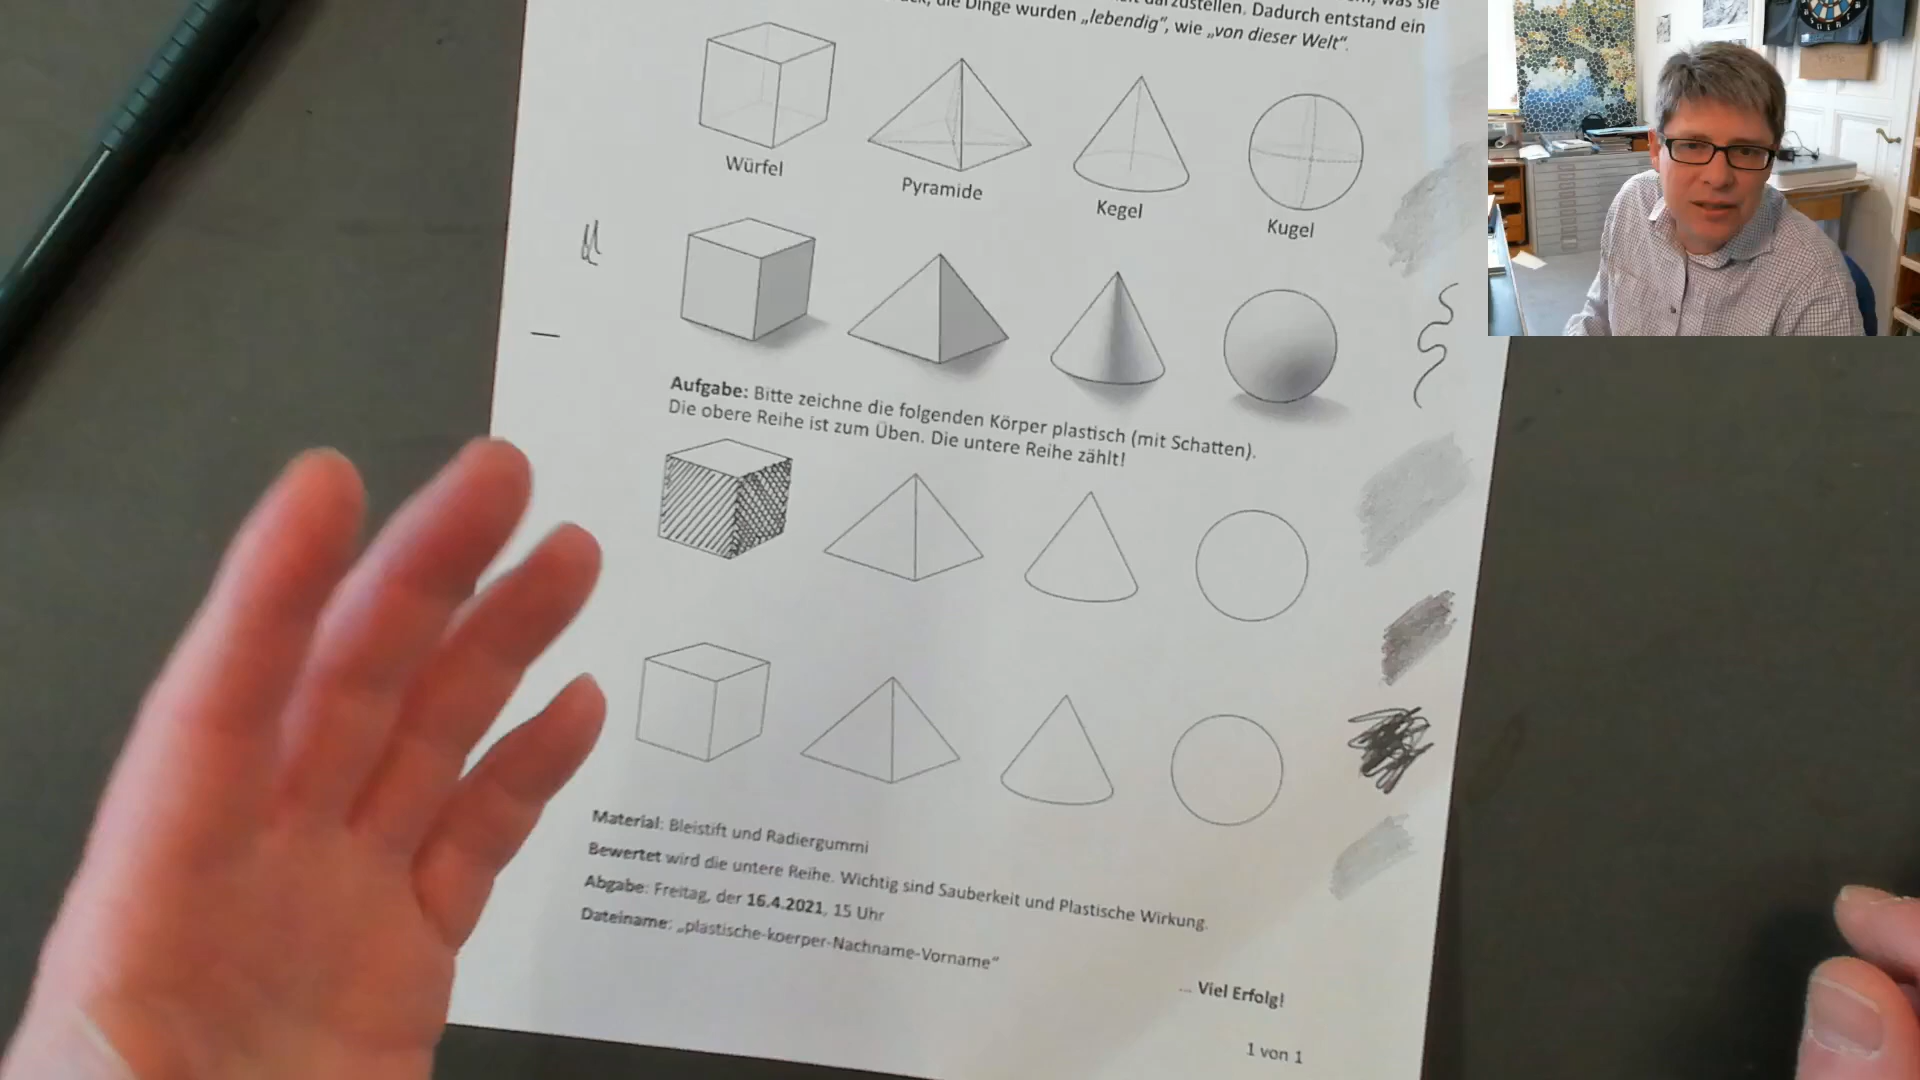 darzustellen. Dadurch entstand ein
die Dinge wurden „lebendig“, wie „von dieser Welt“.
Würfel
Pyramide
Kegel
Kugel
Aufgabe: Bitte zeichne die folgenden Körper plastisch (mit Schatten).
Die obere Reihe ist zum Üben. Die untere Reihe zählt!
Material: Bleistift und Radiergummi
Bewertet wird die untere Reihe. Wichtig sind Sauberkeit und Plastische Wirkung.
Abgabe: Freitag, der 16.4.2021, 15 Uhr
Dateiname: „plastische-koerper-Nachname-Vorname“
... Viel Erfolg!
1 von 1